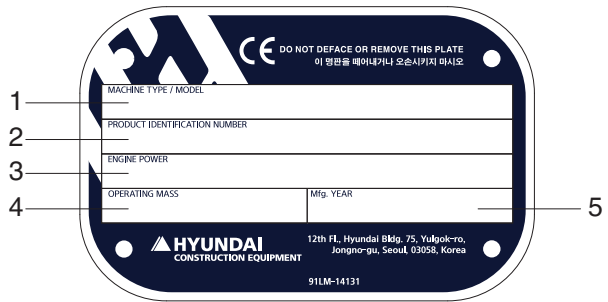 CE DO NOT DEFACE OR REMOVE THIS PLATE
이 명판을 떼어내거나 오손시키지 마시오
1 MACHINE TYPE / MODEL
2 PRODUCT IDENTIFICATION NUMBER
3 ENGINE POWER
4 OPERATING MASS
Mfg. YEAR 5
HYUNDAI
CONSTRUCTION EQUIPMENT
12th Fl., Hyundai Bldg. 75, Yulgok-ro,
Jongno-gu, Seoul, 03058, Korea
91LM-14131